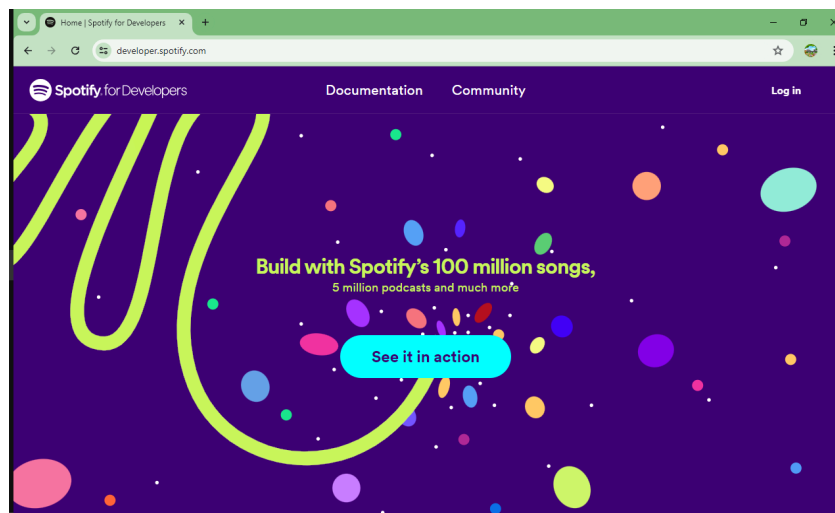 Home | Spotify for Developers
developer.spotify.com
Spotify for Developers
Documentation
Community
Log in
Build with Spotify's 100 million songs,
5 million podcasts and much more
See it in action